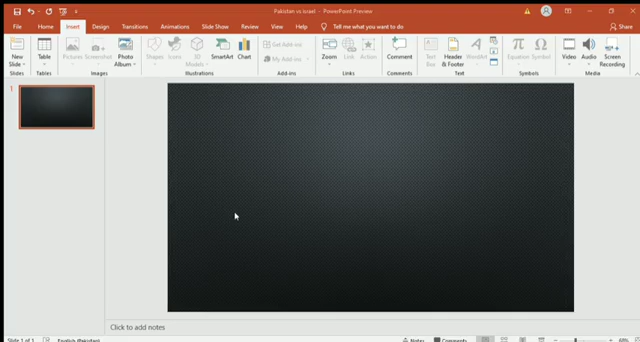 Pakistan vs israel - PowerPoint Preview
File Home Insert Design Transitions Animations Slide Show Review View Help Tell me what you want to do Share
New Slide Table Pictures Screenshot Photo Album Shapes Icons 3D Models SmartArt Chart Get Add-ins My Add-ins Zoom Link Action Comment Text Box Header & Footer WordArt Equation Symbol Video Audio Screen Recording
Slides Tables Images Illustrations Add-ins Links Comments Text Symbols Media
1
Click to add notes
Slide 1 of 1 English (Pakistan) Notes Comments 68%